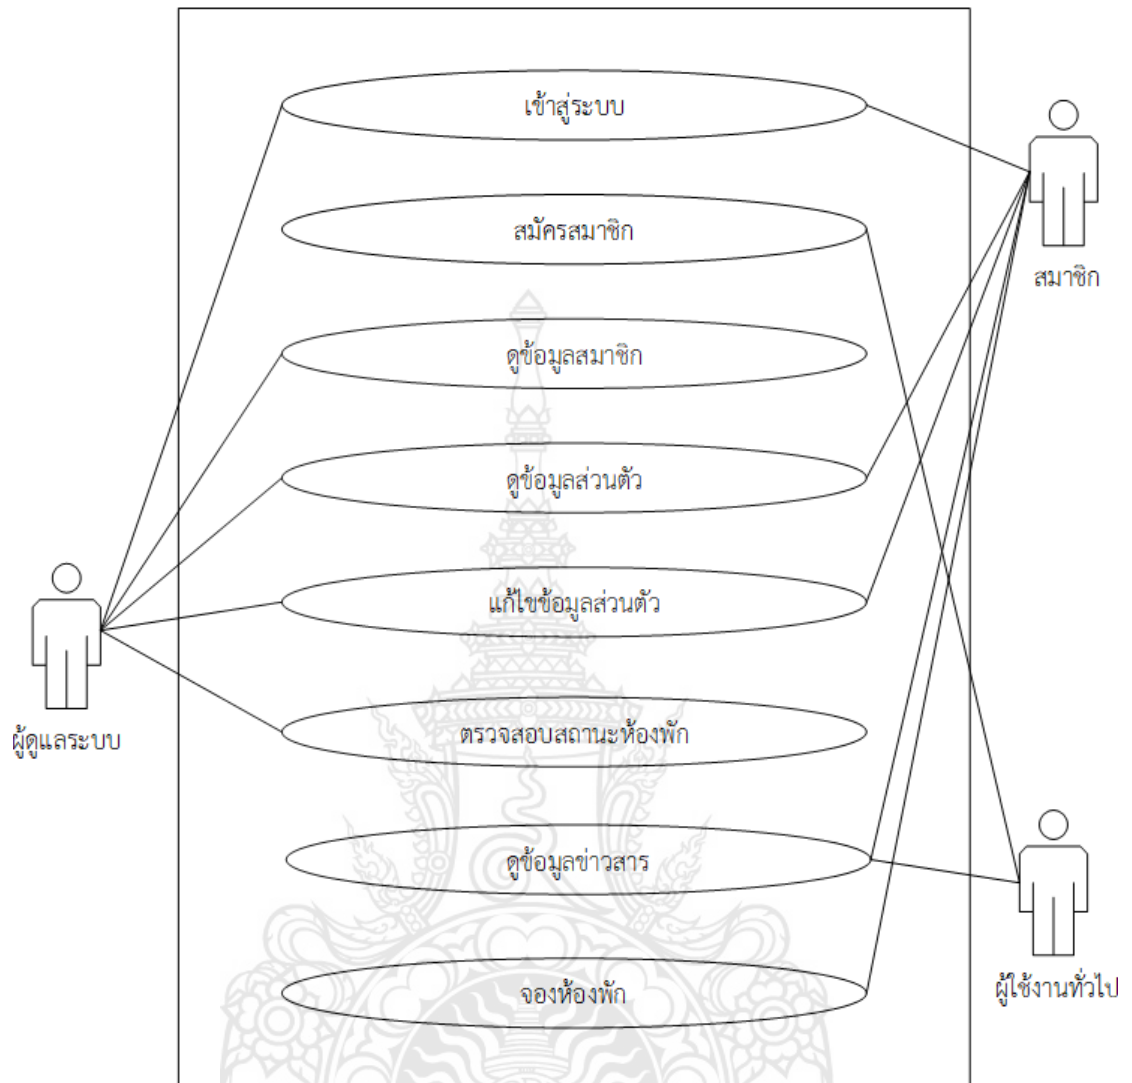 เข้าสู่ระบบ
สมัครสมาชิก
สมาชิก
ดูข้อมูลสมาชิก
ดูข้อมูลส่วนตัว
แก้ไขข้อมูลส่วนตัว
ผู้ดูแลระบบ
ตรวจสอบสถานะห้องพัก
ดูข้อมูลข่าวสาร
จองห้องพัก
ผู้ใช้งานทั่วไป